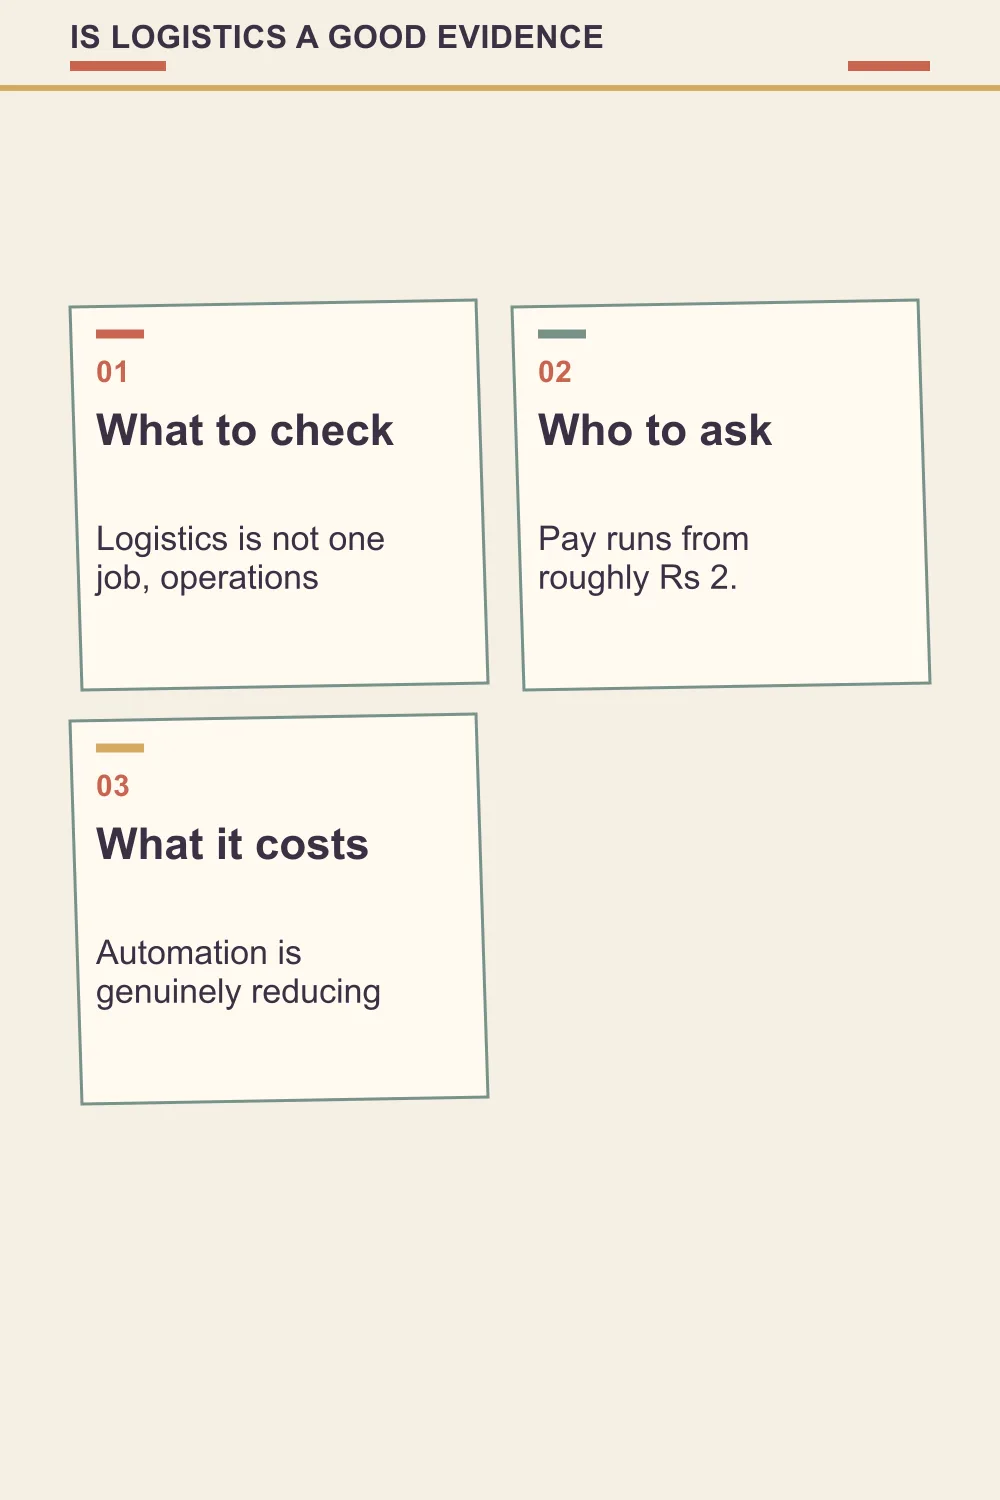 IS LOGISTICS A GOOD EVIDENCE
01
What to check
Logistics is not one
job, operations
02
Who to ask
Pay runs from
roughly Rs 2.
03
What it costs
Automation is
genuinely reducing